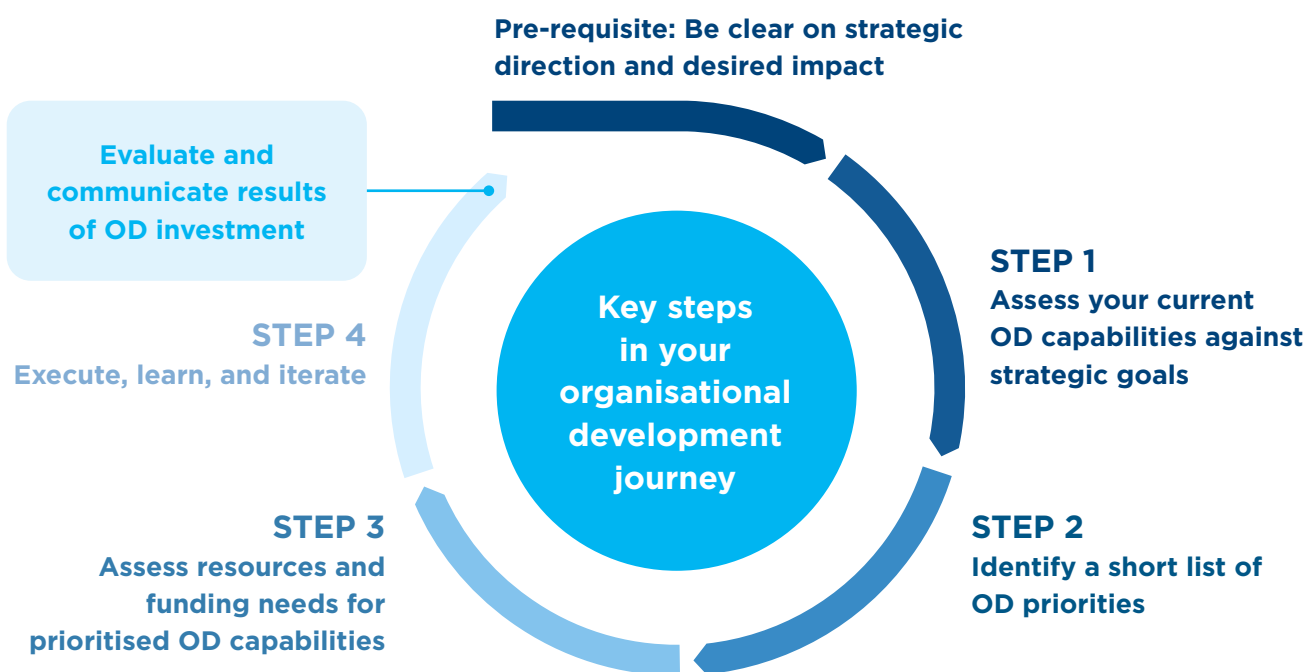 Pre-requisite: Be clear on strategic
direction and desired impact
Evaluate and
communicate results
of OD investment
Key steps
in your
organisational
development
journey
STEP 1
Assess your current
OD capabilities against
strategic goals
STEP 2
Identify a short list of
OD priorities
STEP 3
Assess resources and
funding needs for
prioritised OD capabilities
STEP 4
Execute, learn, and iterate